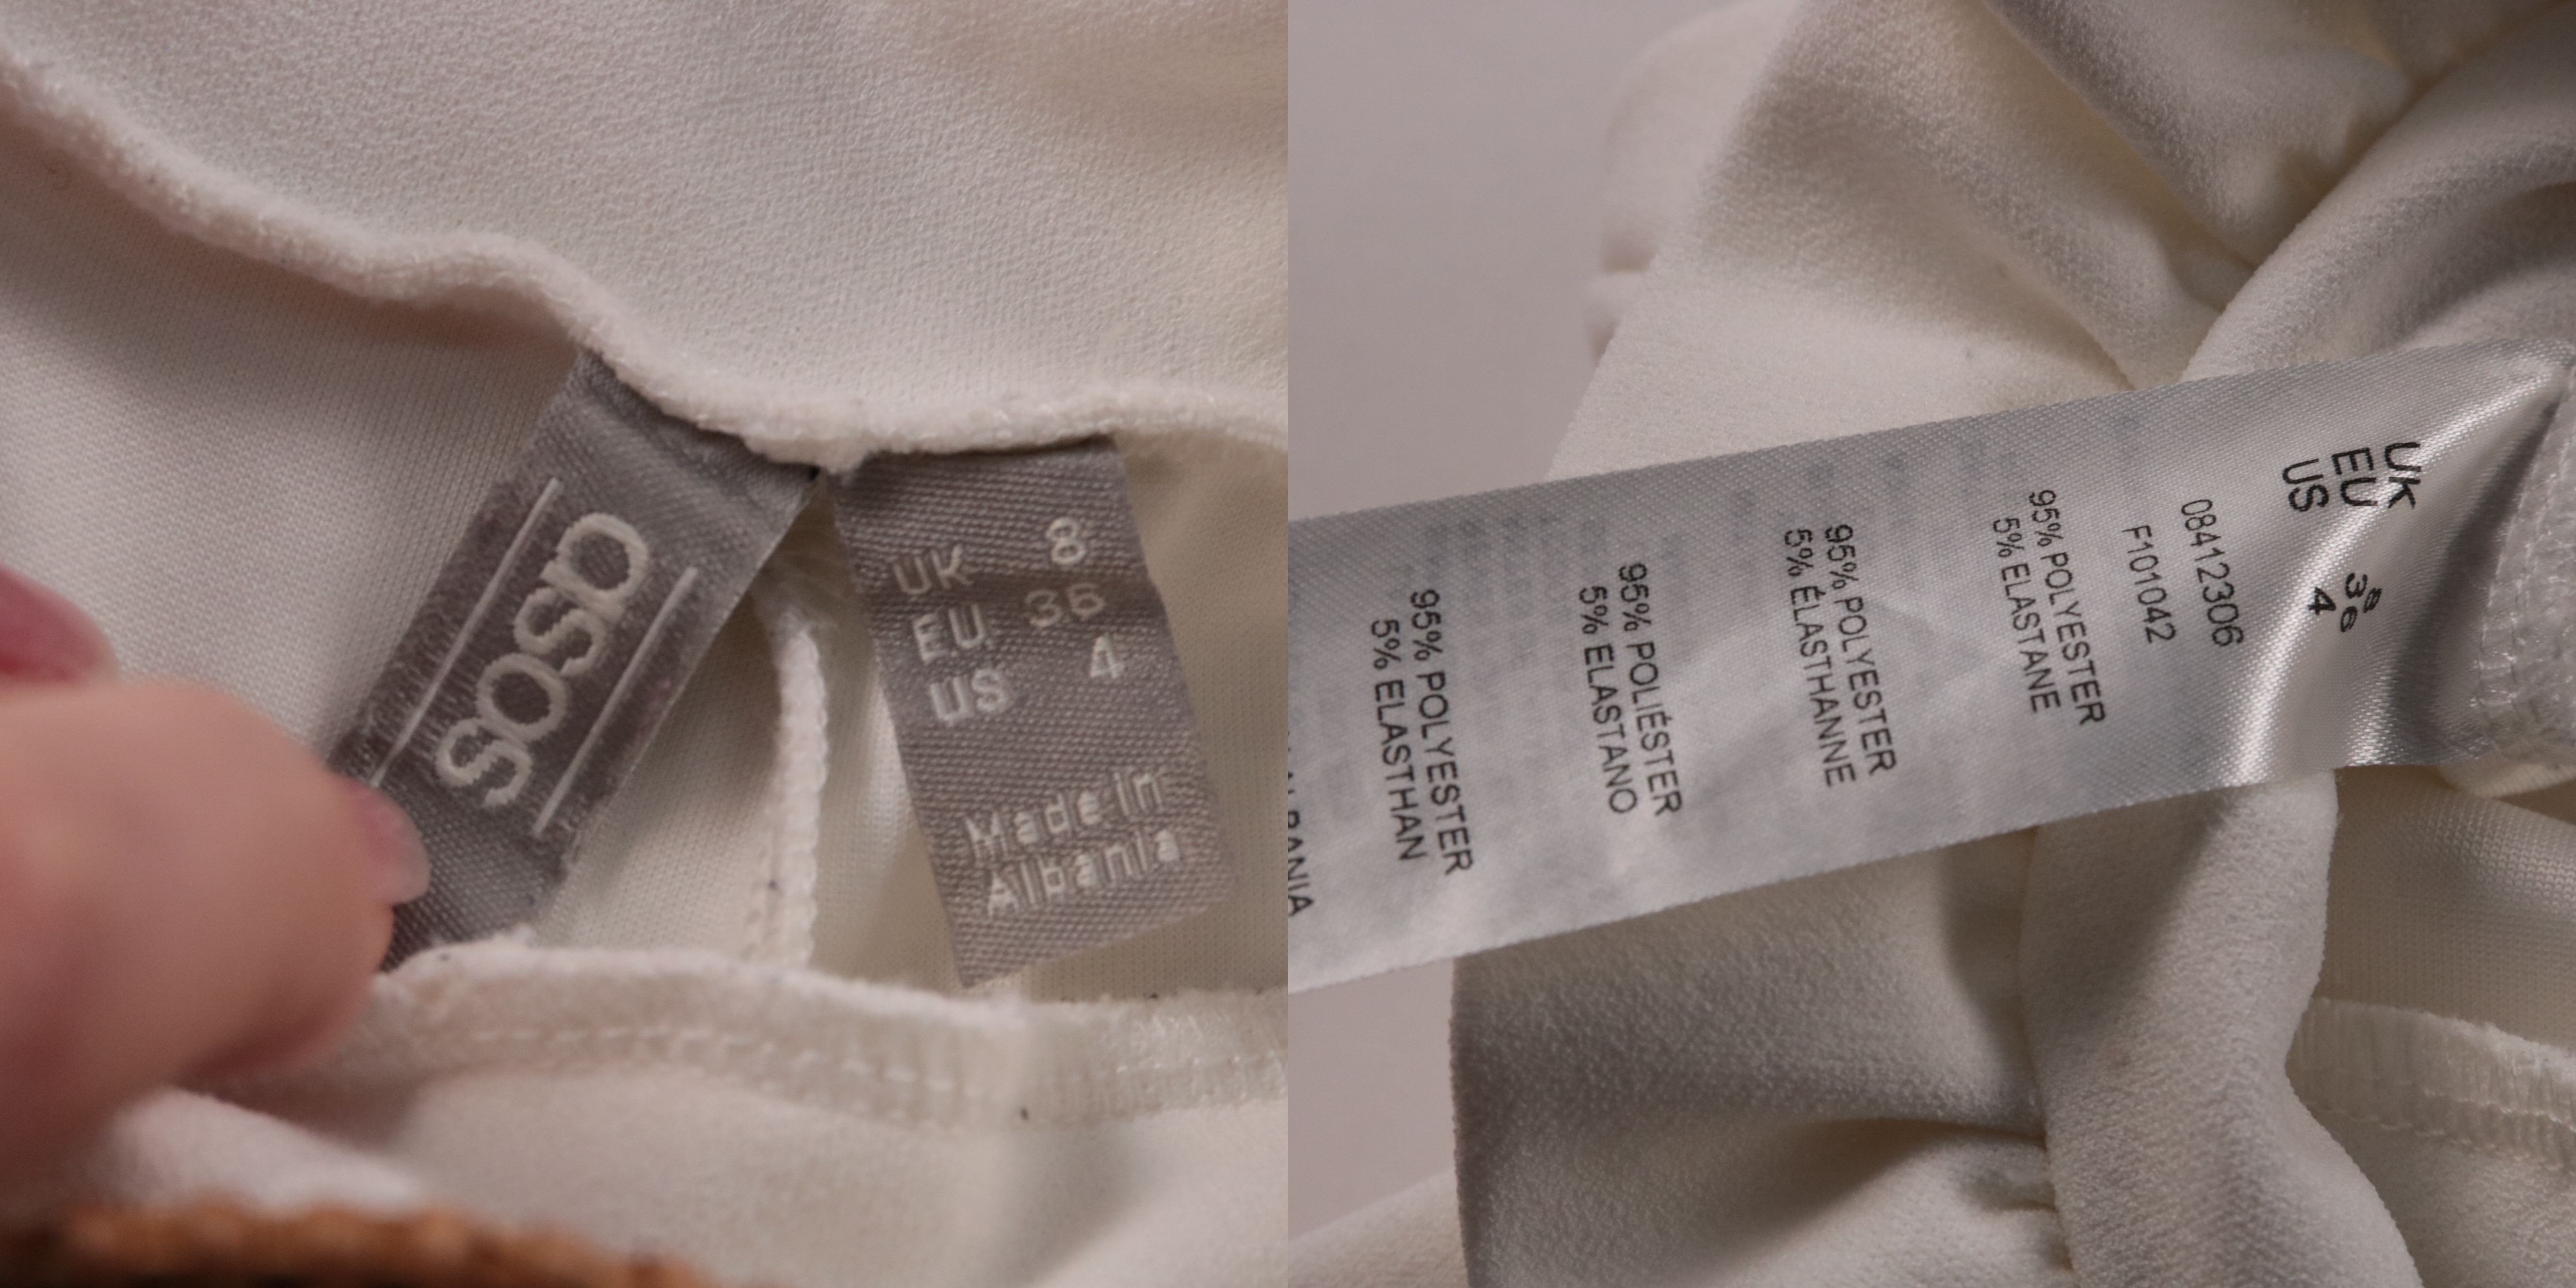 asos
UK 8
EU 36
US 4
Made in
Albania
UK 8
EU 36
US 4
08412306
F101042
95% POLYESTER
5% ELASTANE
95% POLYESTER
5% ÉLASTHANNE
95% POLIÉSTER
5% ELASTANO
95% POLYESTER
5% ELASTHAN
ALBANIA